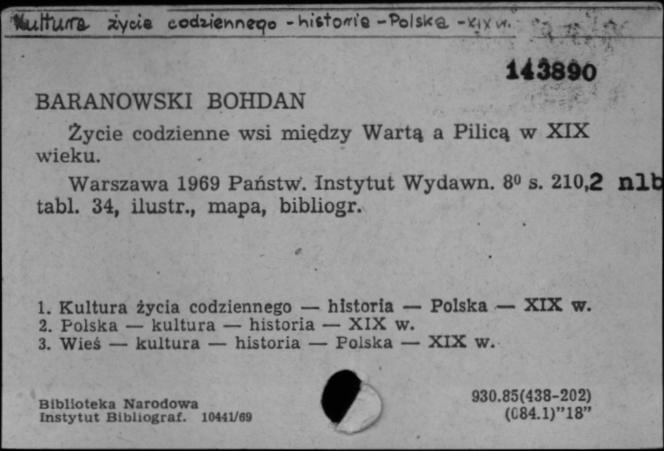 Kultura życia codziennego - historia - Polska - XIX w.
143890
BARANOWSKI BOHDAN
Życie codzienne wsi między Wartą a Pilicą w XIX
wieku.
Warszawa 1969 Państw. Instytut Wydawn. 8⁰ s. 210,2 nlb
tabl. 34, ilustr., mapa, bibliogr.
1. Kultura życia codziennego — historia — Polska — XIX w.
2. Polska — kultura — historia — XIX w.
3. Wieś — kultura — historia — Polska — XIX w.
Biblioteka Narodowa
Instytut Bibliograf. 10441/69
930.85(438-202)
(084.1)"18"